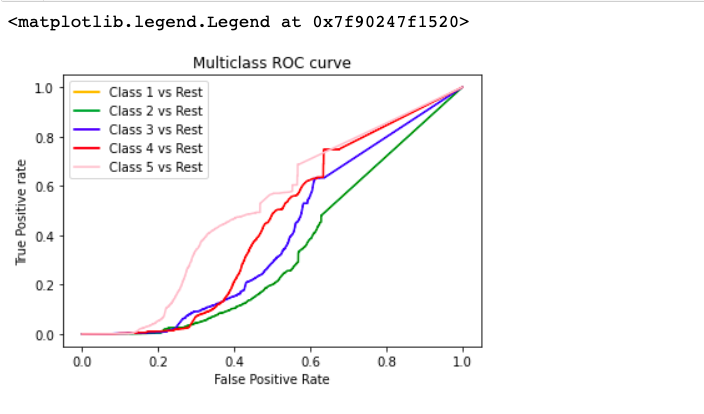 <matplotlib.legend.Legend at 0x7f90247f1520>
Multiclass ROC curve
1.0
0.8
0.6
0.4
0.2
0.0
True Positive rate
Class 1 vs Rest
Class 2 vs Rest
Class 3 vs Rest
Class 4 vs Rest
Class 5 vs Rest
0.0 0.2 0.4 0.6 0.8 1.0
False Positive Rate